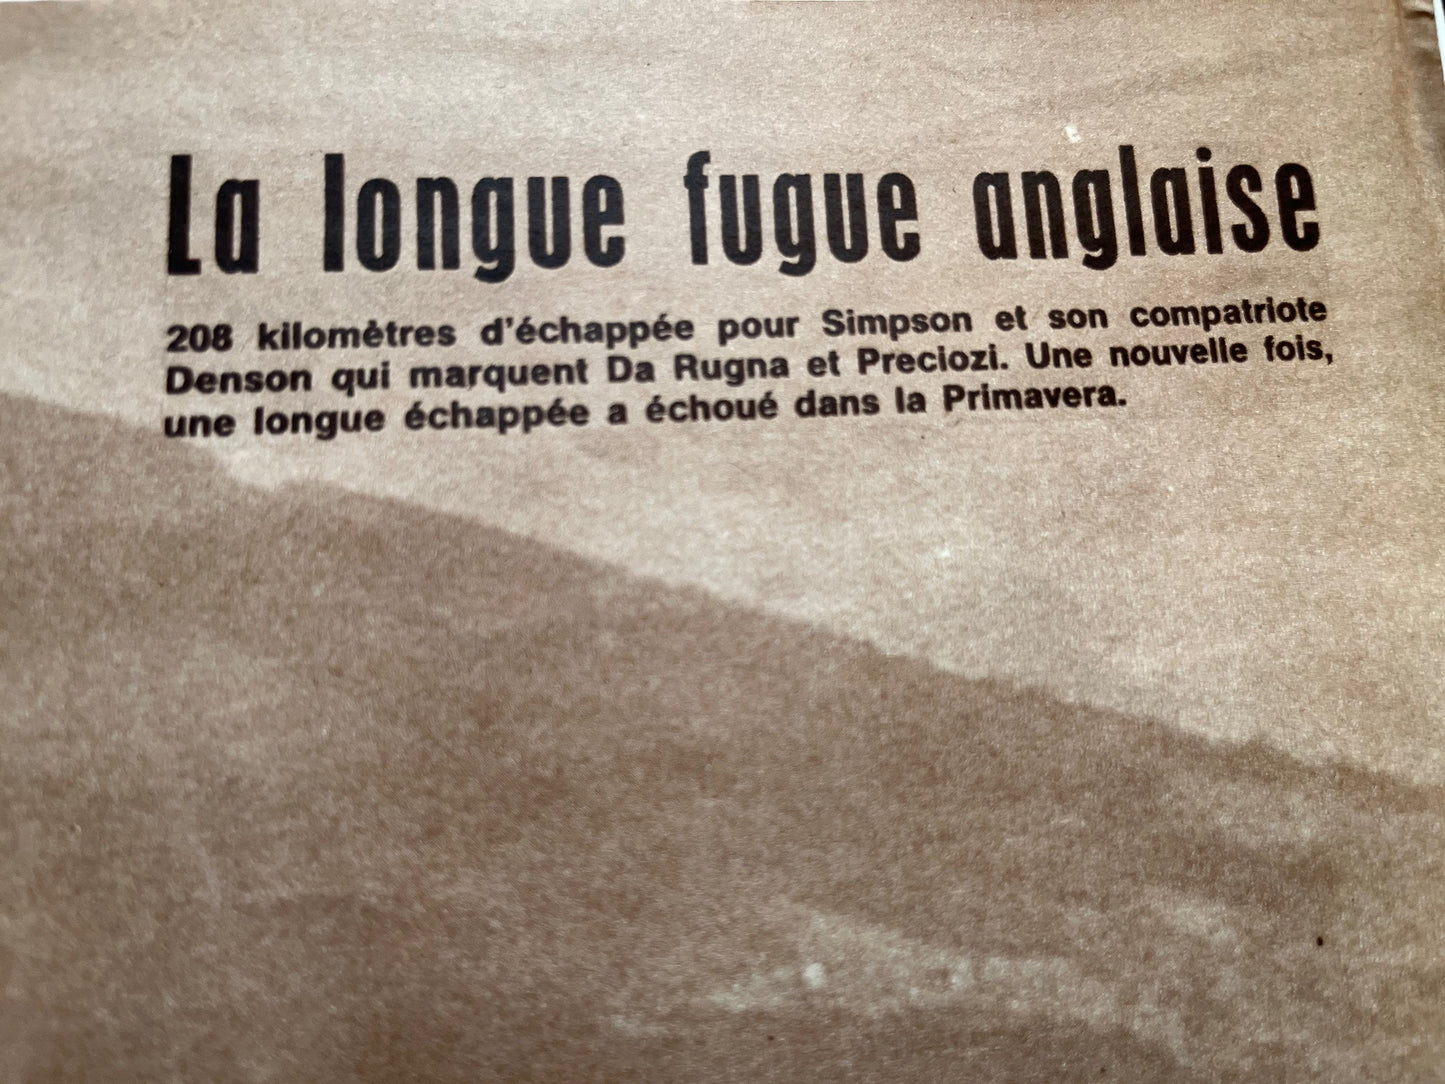 La longue fugue anglaise
208 kilomètres d'échappée pour Simpson et son compatriote
Denson qui marquent Da Rugna et Preciozi. Une nouvelle fois,
une longue échappée a échoué dans la Primavera.